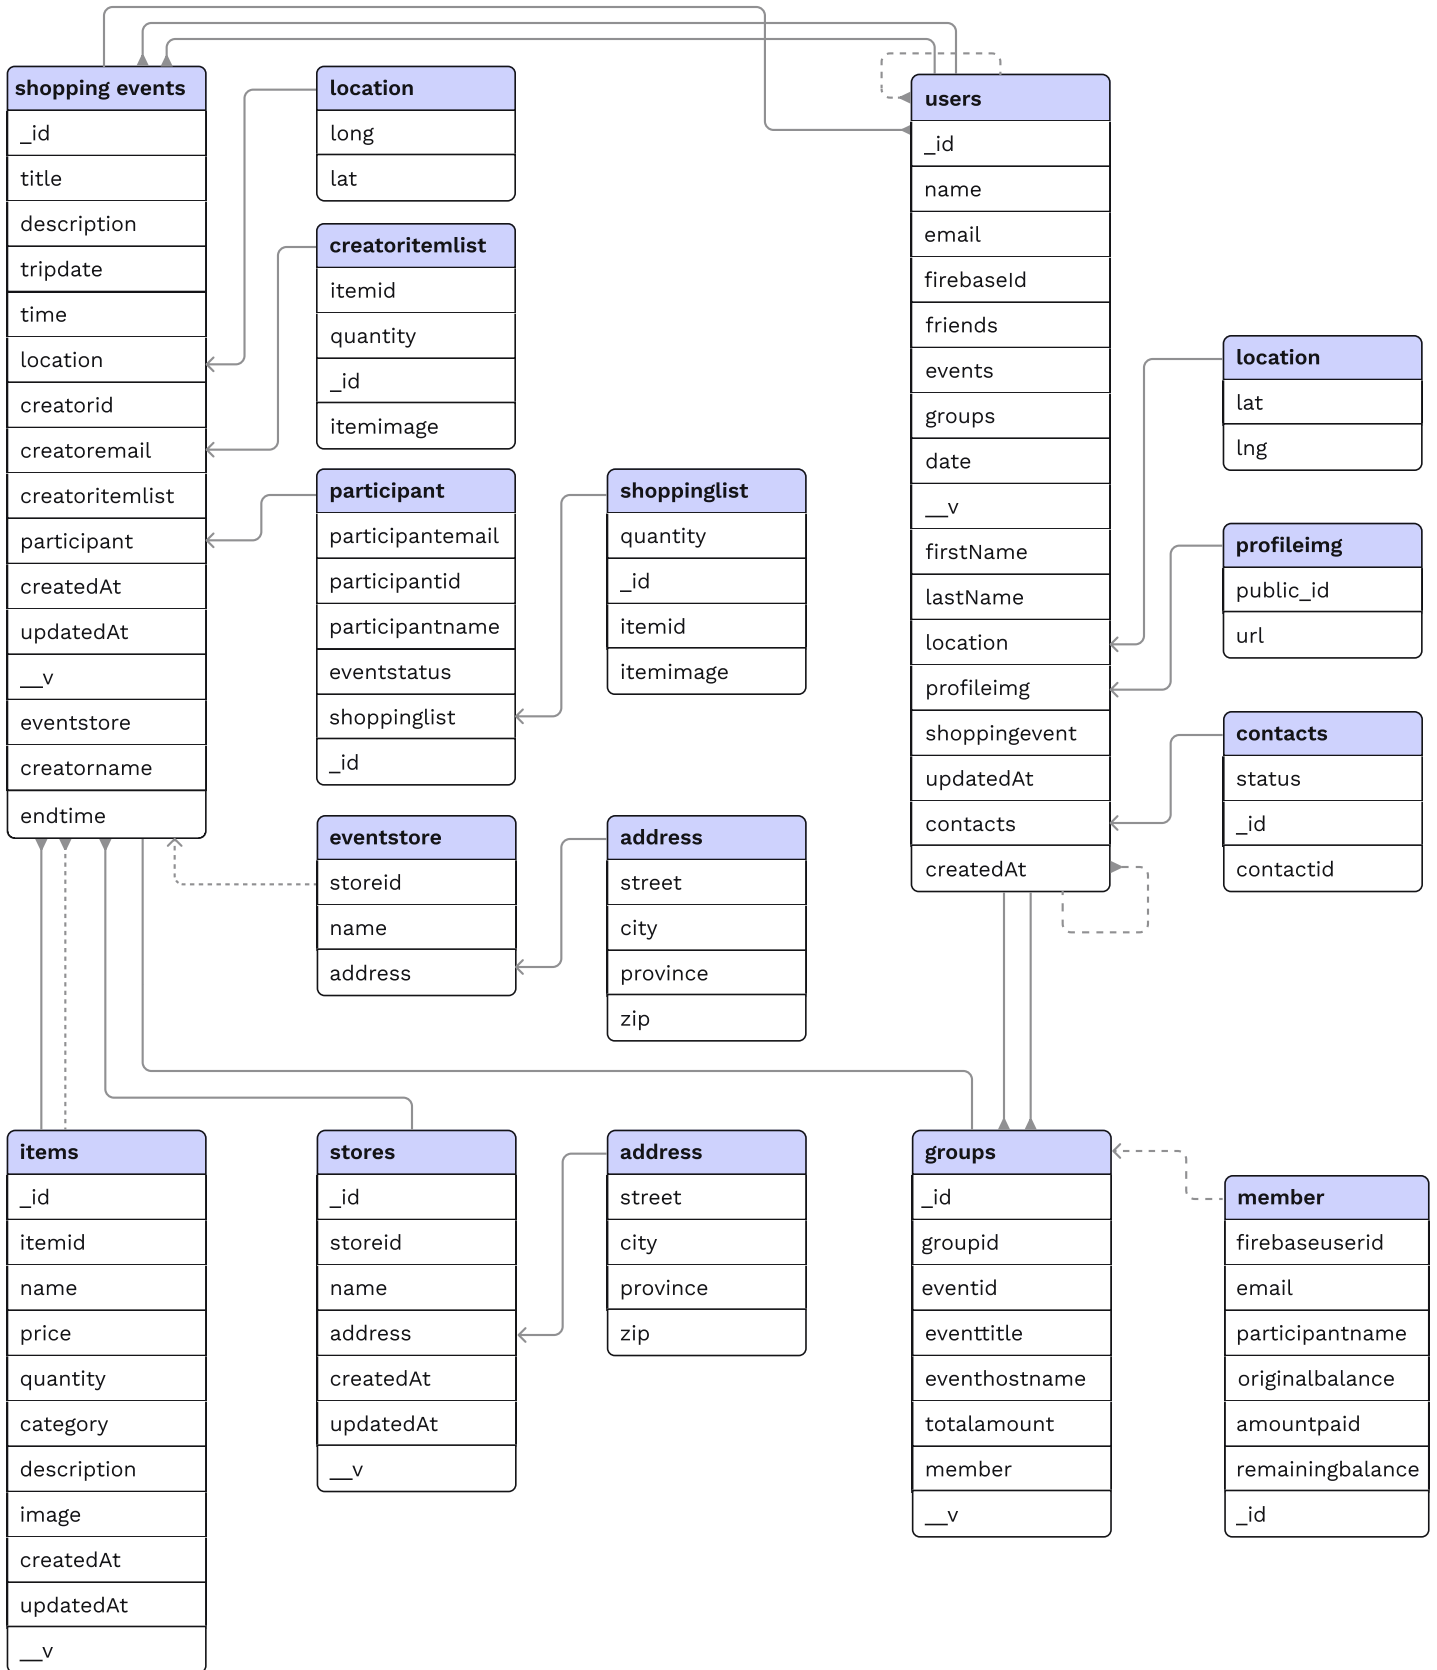 shopping events
_id
title
description
tripdate
time
location
creatorid
creatoremail
creatoritemlist
participant
createdAt
updatedAt
__v
eventstore
creatorname
endtime
location
long
lat
creatoritemlist
itemid
quantity
_id
itemimage
participant
participantemail
participantid
participantname
eventstatus
shoppinglist
_id
shoppinglist
quantity
_id
itemid
itemimage
eventstore
storeid
name
address
address
street
city
province
zip
users
_id
name
email
firebaseId
friends
events
groups
date
__v
firstName
lastName
location
profileimg
shoppingevent
updatedAt
contacts
createdAt
location
lat
lng
profileimg
public_id
url
contacts
status
_id
contactid
items
_id
itemid
name
price
quantity
category
description
image
createdAt
updatedAt
__v
stores
_id
storeid
name
address
createdAt
updatedAt
__v
address
street
city
province
zip
groups
_id
groupid
eventid
eventtitle
eventhostname
totalamount
member
__v
member
firebaseuserid
email
participantname
originalbalance
amountpaid
remainingbalance
_id